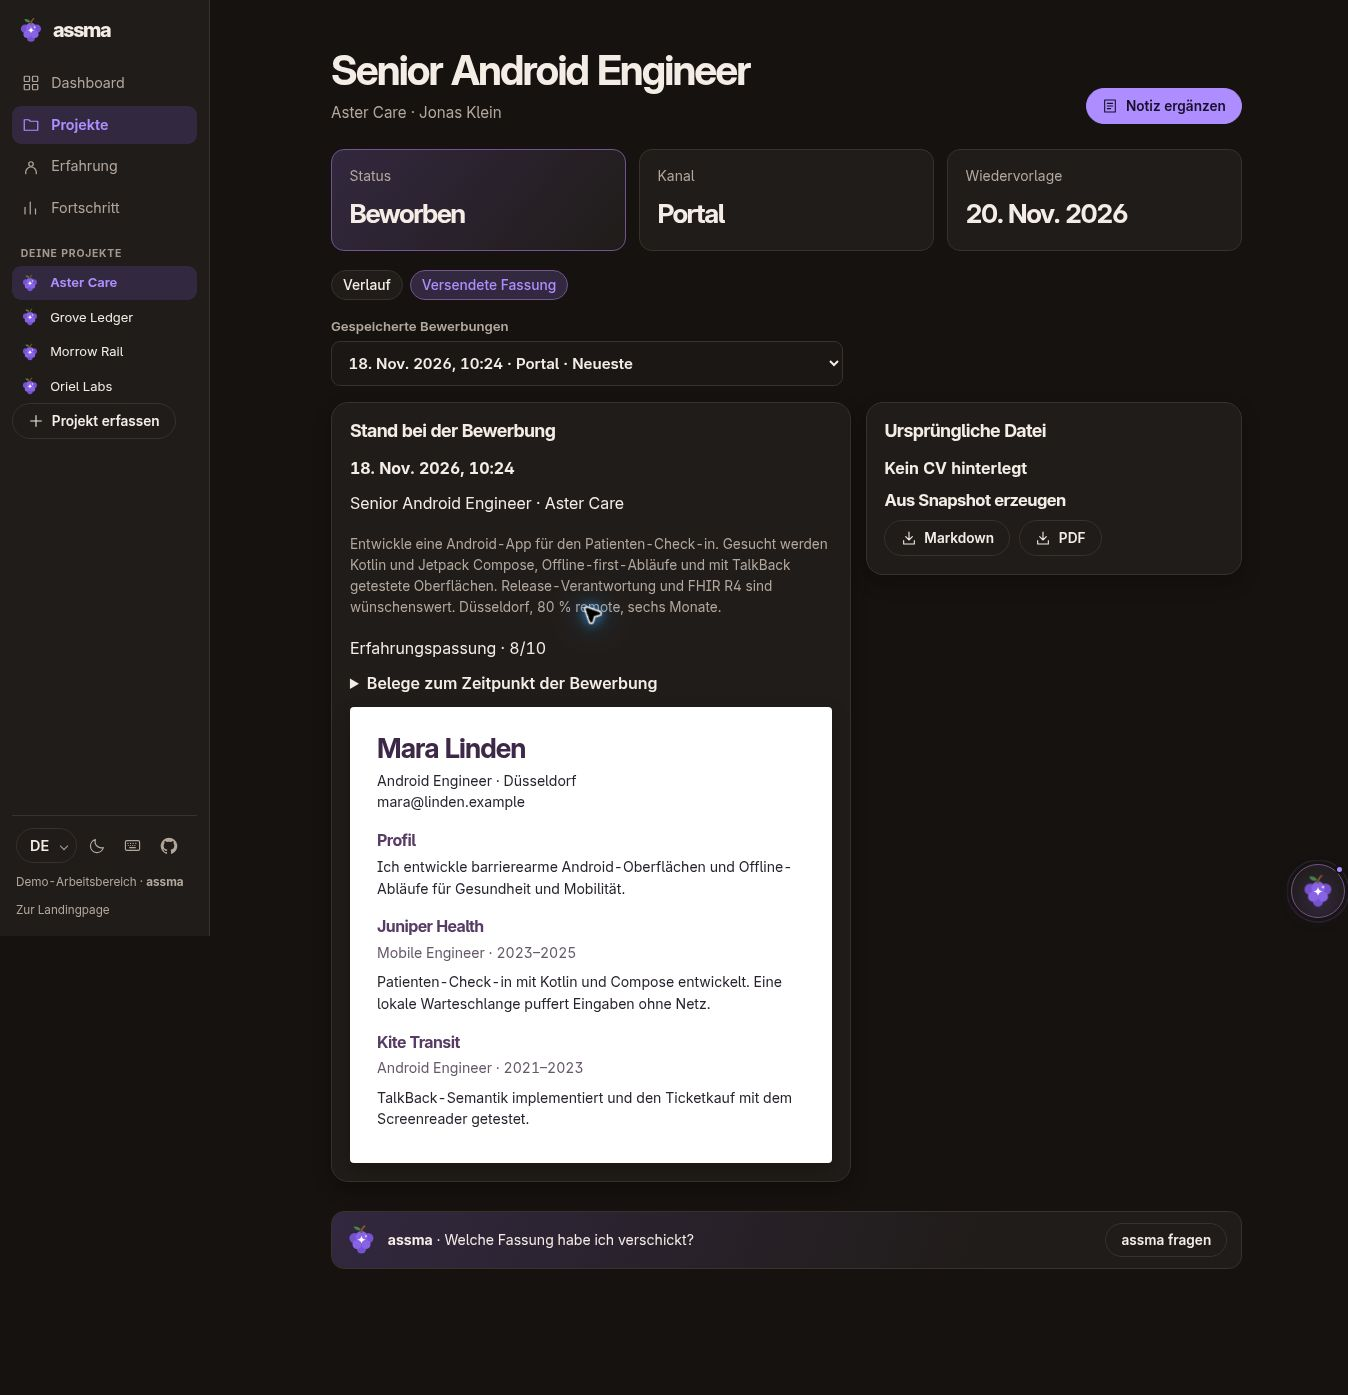 assma
Dashboard
Projekte
Erfahrung
Fortschritt
DEINE PROJEKTE
Aster Care
Grove Ledger
Morrow Rail
Oriel Labs
Projekt erfassen
DE
Demo-Arbeitsbereich · assma
Zur Landingpage
Senior Android Engineer
Aster Care · Jonas Klein
Notiz ergänzen
Status
Beworben
Kanal
Portal
Wiedervorlage
20. Nov. 2026
Verlauf
Versendete Fassung
Gespeicherte Bewerbungen
18. Nov. 2026, 10:24 · Portal · Neueste
Stand bei der Bewerbung
18. Nov. 2026, 10:24
Senior Android Engineer · Aster Care
Entwickle eine Android-App für den Patienten-Check-in. Gesucht werden
Kotlin und Jetpack Compose, Offline-first-Abläufe und mit TalkBack
getestete Oberflächen. Release-Verantwortung und FHIR R4 sind
wünschenswert. Düsseldorf, 80 % remote, sechs Monate.
Erfahrungspassung · 8/10
Belege zum Zeitpunkt der Bewerbung
Mara Linden
Android Engineer · Düsseldorf
mara@linden.example
Profil
Ich entwickle barrierearme Android-Oberflächen und Offline-
Abläufe für Gesundheit und Mobilität.
Juniper Health
Mobile Engineer · 2023–2025
Patienten-Check-in mit Kotlin und Compose entwickelt. Eine
lokale Warteschlange puffert Eingaben ohne Netz.
Kite Transit
Android Engineer · 2021–2023
TalkBack-Semantik implementiert und den Ticketkauf mit dem
Screenreader getestet.
Ursprüngliche Datei
Kein CV hinterlegt
Aus Snapshot erzeugen
Markdown
PDF
assma · Welche Fassung habe ich verschickt?
assma fragen